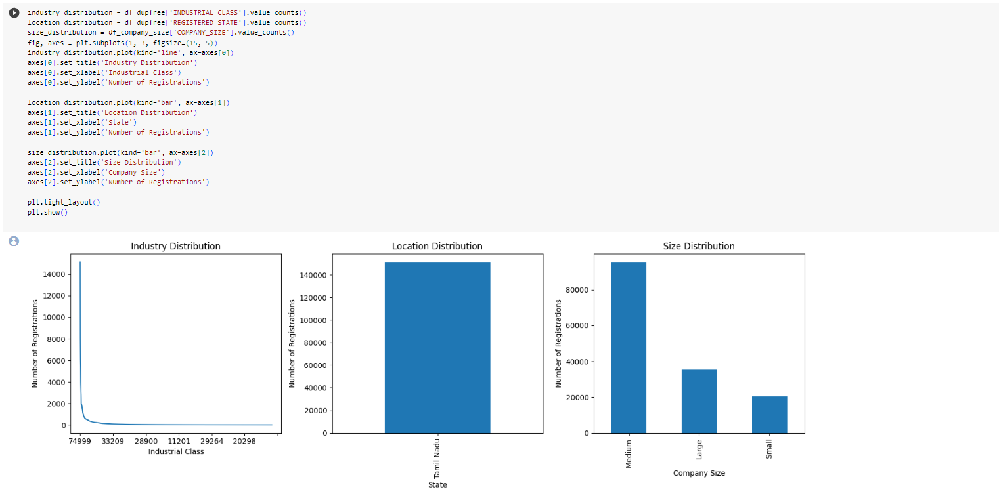 industry_distribution = df_dupfree['INDUSTRIAL_CLASS'].value_counts()
location_distribution = df_dupfree['REGISTERED_STATE'].value_counts()
size_distribution = df_company_size['COMPANY_SIZE'].value_counts()
fig, axes = plt.subplots(1, 3, figsize=(15, 5))
industry_distribution.plot(kind='line', ax=axes[0])
axes[0].set_title('Industry Distribution')
axes[0].set_xlabel('Industrial Class')
axes[0].set_ylabel('Number of Registrations')
location_distribution.plot(kind='bar', ax=axes[1])
axes[1].set_title('Location Distribution')
axes[1].set_xlabel('State')
axes[1].set_ylabel('Number of Registrations')
size_distribution.plot(kind='bar', ax=axes[2])
axes[2].set_title('Size Distribution')
axes[2].set_xlabel('Company Size')
axes[2].set_ylabel('Number of Registrations')
plt.tight_layout()
plt.show()
Industry Distribution
Number of Registrations
14000
12000
10000
8000
6000
4000
2000
0
74999 33209 28900 11201 29264 20298
Industrial Class
Location Distribution
Number of Registrations
140000
120000
100000
80000
60000
40000
20000
0
Tamil Nadu
State
Size Distribution
Number of Registrations
80000
60000
40000
20000
0
Medium
Large
Small
Company Size